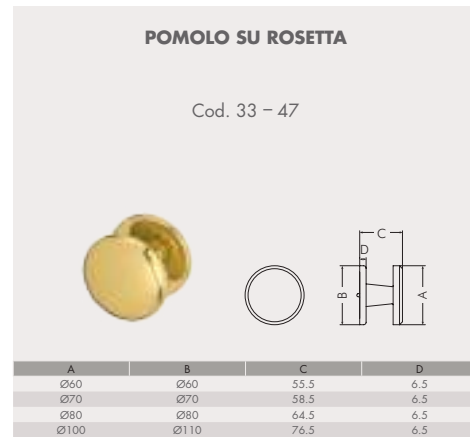 POMOLO SU ROSETTA
Cod. 33 – 47
C
D
B
A
A B C D
Ø60 Ø60 55.5 6.5
Ø70 Ø70 58.5 6.5
Ø80 Ø80 64.5 6.5
Ø100 Ø110 76.5 6.5